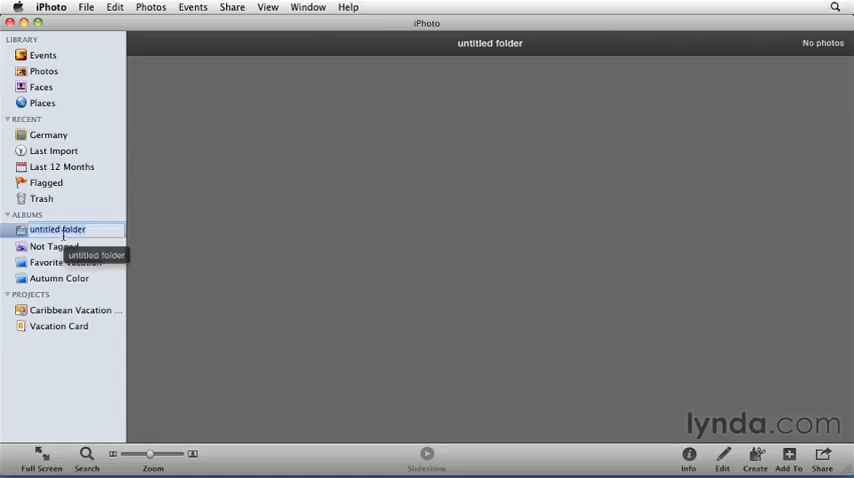 iPhoto File Edit Photos Events Share View Window Help
iPhoto
LIBRARY
untitled folder
No photos
Events
Photos
Faces
Places
RECENT
Germany
Last Import
Last 12 Months
Flagged
Trash
ALBUMS
untitled folder
Not Tagged
untitled folder
Favorite Vacation
Autumn Color
PROJECTS
Caribbean Vacation ...
Vacation Card
lynda.com
Full Screen Search Zoom Slideshow Info Edit Create Add To Share